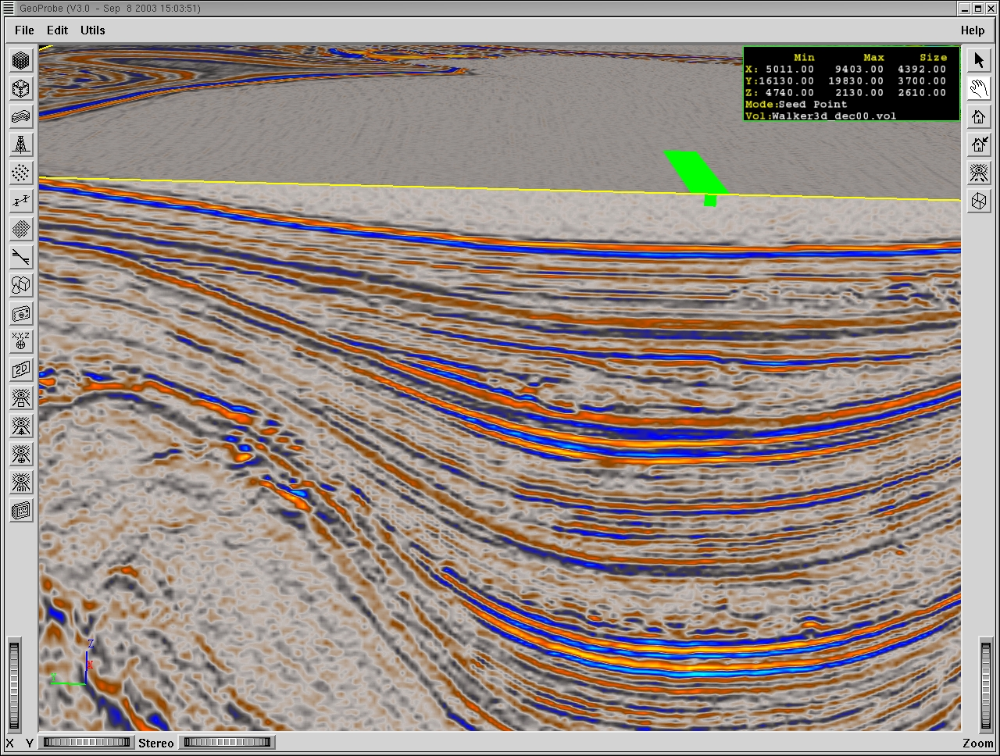 GeoProbe (V3.0 - Sep 8 2003 15:03:51)
File Edit Utils Help
Min Max Size
X: 5011.00 9403.00 4392.00
Y:16130.00 19830.00 3700.00
Z: 4740.00 2130.00 2610.00
Mode:Seed Point
Vol:Walker3d_dec00.vol
X,Y,Z
2D
2D
Z
X
X Y Stereo Zoom